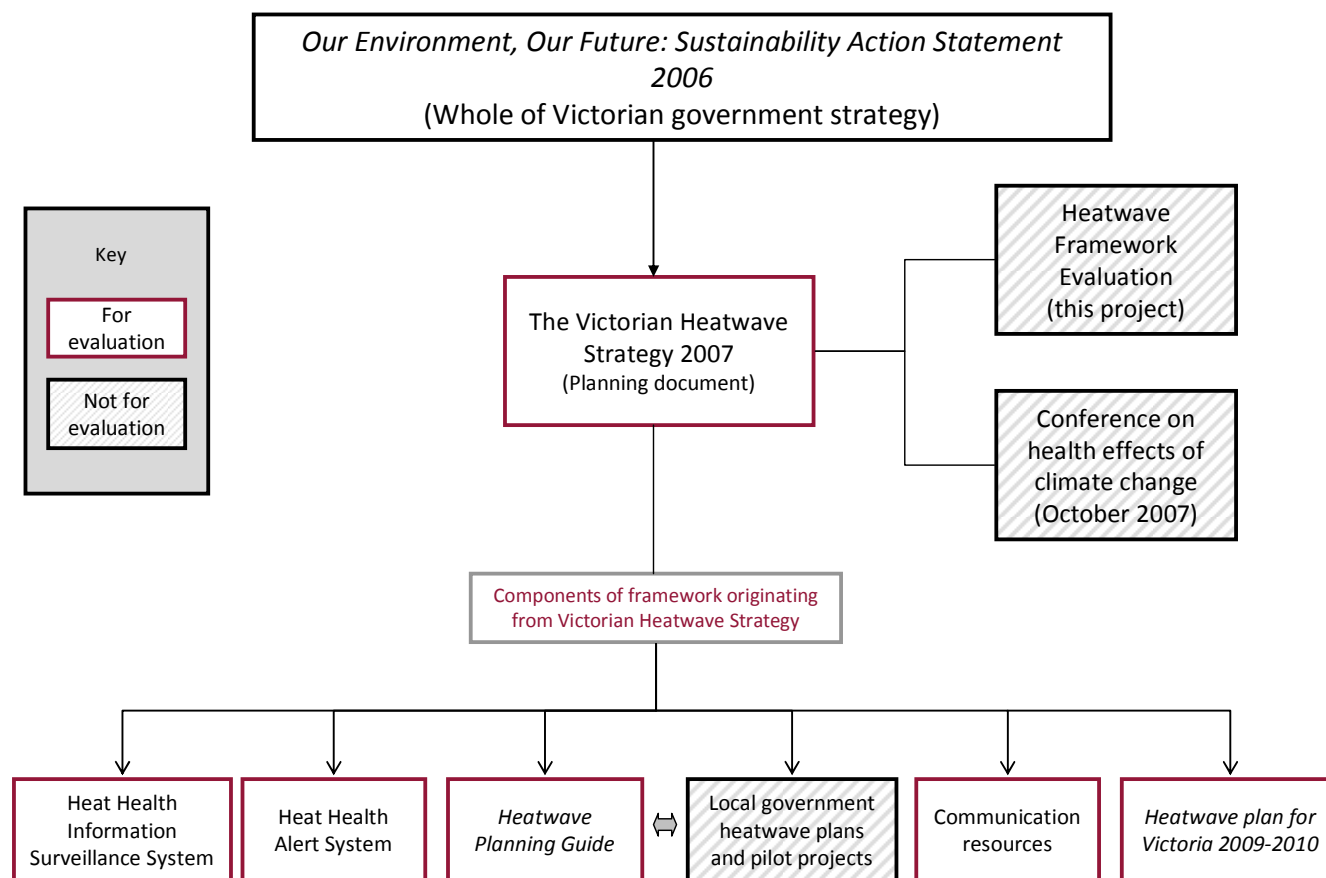 Our Environment, Our Future: Sustainability Action Statement
2006
(Whole of Victorian government strategy)
Key
For
evaluation
Not for
evaluation
The Victorian Heatwave
Strategy 2007
(Planning document)
Heatwave
Framework
Evaluation
(this project)
Conference on
health effects of
climate change
(October 2007)
Components of framework originating
from Victorian Heatwave Strategy
Heat Health
Information
Surveillance System
Heat Health
Alert System
Heatwave
Planning Guide
Local government
heatwave plans
and pilot projects
Communication
resources
Heatwave plan for
Victoria 2009-2010